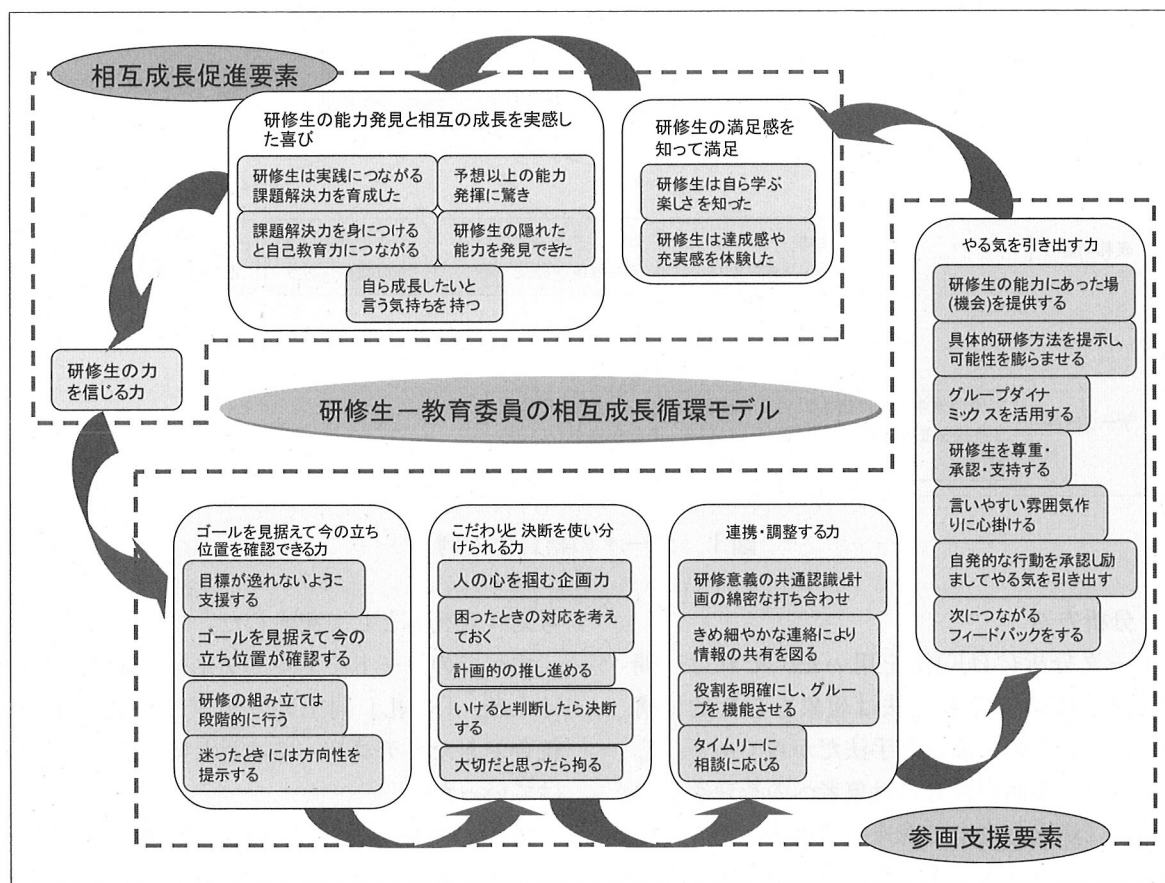 相互成長促進要素
研修生の能力発見と相互の成長を実感し
た喜び
研修生は実践につながる
課題解決力を育成した
予想以上の能力
発揮に驚き
課題解決力を身につける
と自己教育力につながる
研修生の隠れた
能力を発見できた
自ら成長したいと
言う気持ちを持つ
研修生の満足感を
知って満足
研修生は自ら学ぶ
楽しさを知った
研修生は達成感や
充実感を体験した
やる気を引き出す力
研修生の能力にあった場
(機会)を提供する
具体的研修方法を提示し、
可能性を膨らませる
グループダイナ
ミックスを活用する
研修生を尊重・
承認・支持する
言いやすい雰囲気作
りに心掛ける
自発的な行動を承認し励
ましてやる気を引き出す
次につながる
フィードバックをする
研修生の力
を信じる力
研修生－教育委員の相互成長循環モデル
ゴールを見据えて今の立ち
位置を確認できる力
目標が逸れないように
支援する
ゴールを見据えて今の
立ち位置が確認する
研修の組み立ては
段階的に行う
迷ったときには方向性を
提示する
こだわりと決断を使い分
けられる力
人の心を掴む企画力
困ったときの対応を考え
ておく
計画的の推し進める
いけると判断したら決断
する
大切だと思ったら拘る
連携・調整する力
研修意義の共通認識と計
画の綿密な打ち合わせ
きめ細やかな連絡により
情報の共有を図る
役割を明確にし、グルー
プを機能させる
タイムリーに
相談に応じる
参画支援要素